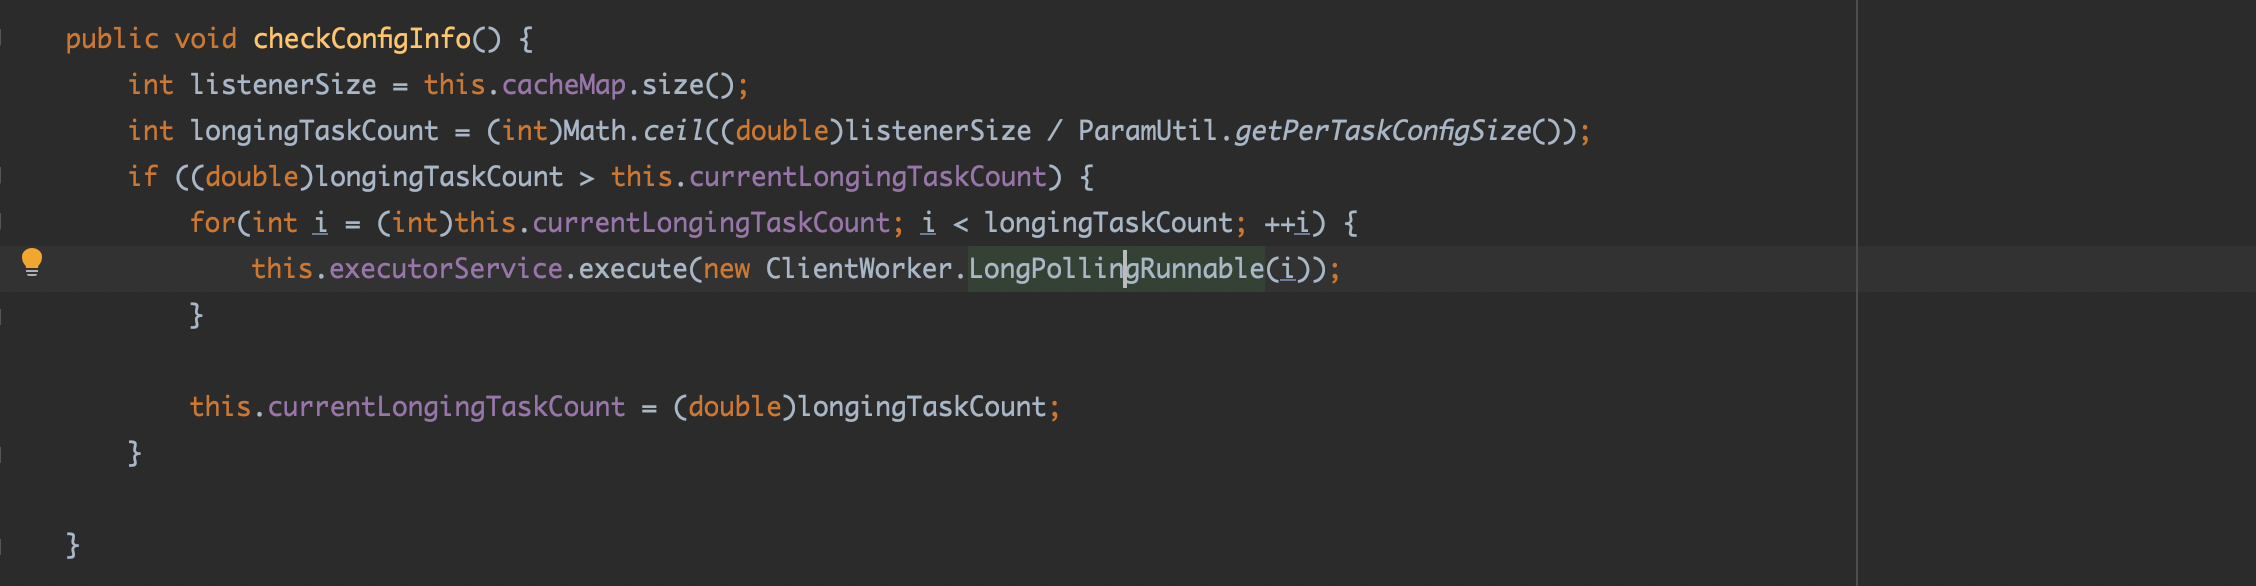 public void checkConfigInfo() {
int listenerSize = this.cacheMap.size();
int longingTaskCount = (int)Math.ceil((double)listenerSize / ParamUtil.getPerTaskConfigSize());
if ((double)longingTaskCount > this.currentLongingTaskCount) {
for(int i = (int)this.currentLongingTaskCount; i < longingTaskCount; ++i) {
this.executorService.execute(new ClientWorker.LongPollingRunnable(i));
}
this.currentLongingTaskCount = (double)longingTaskCount;
}
}